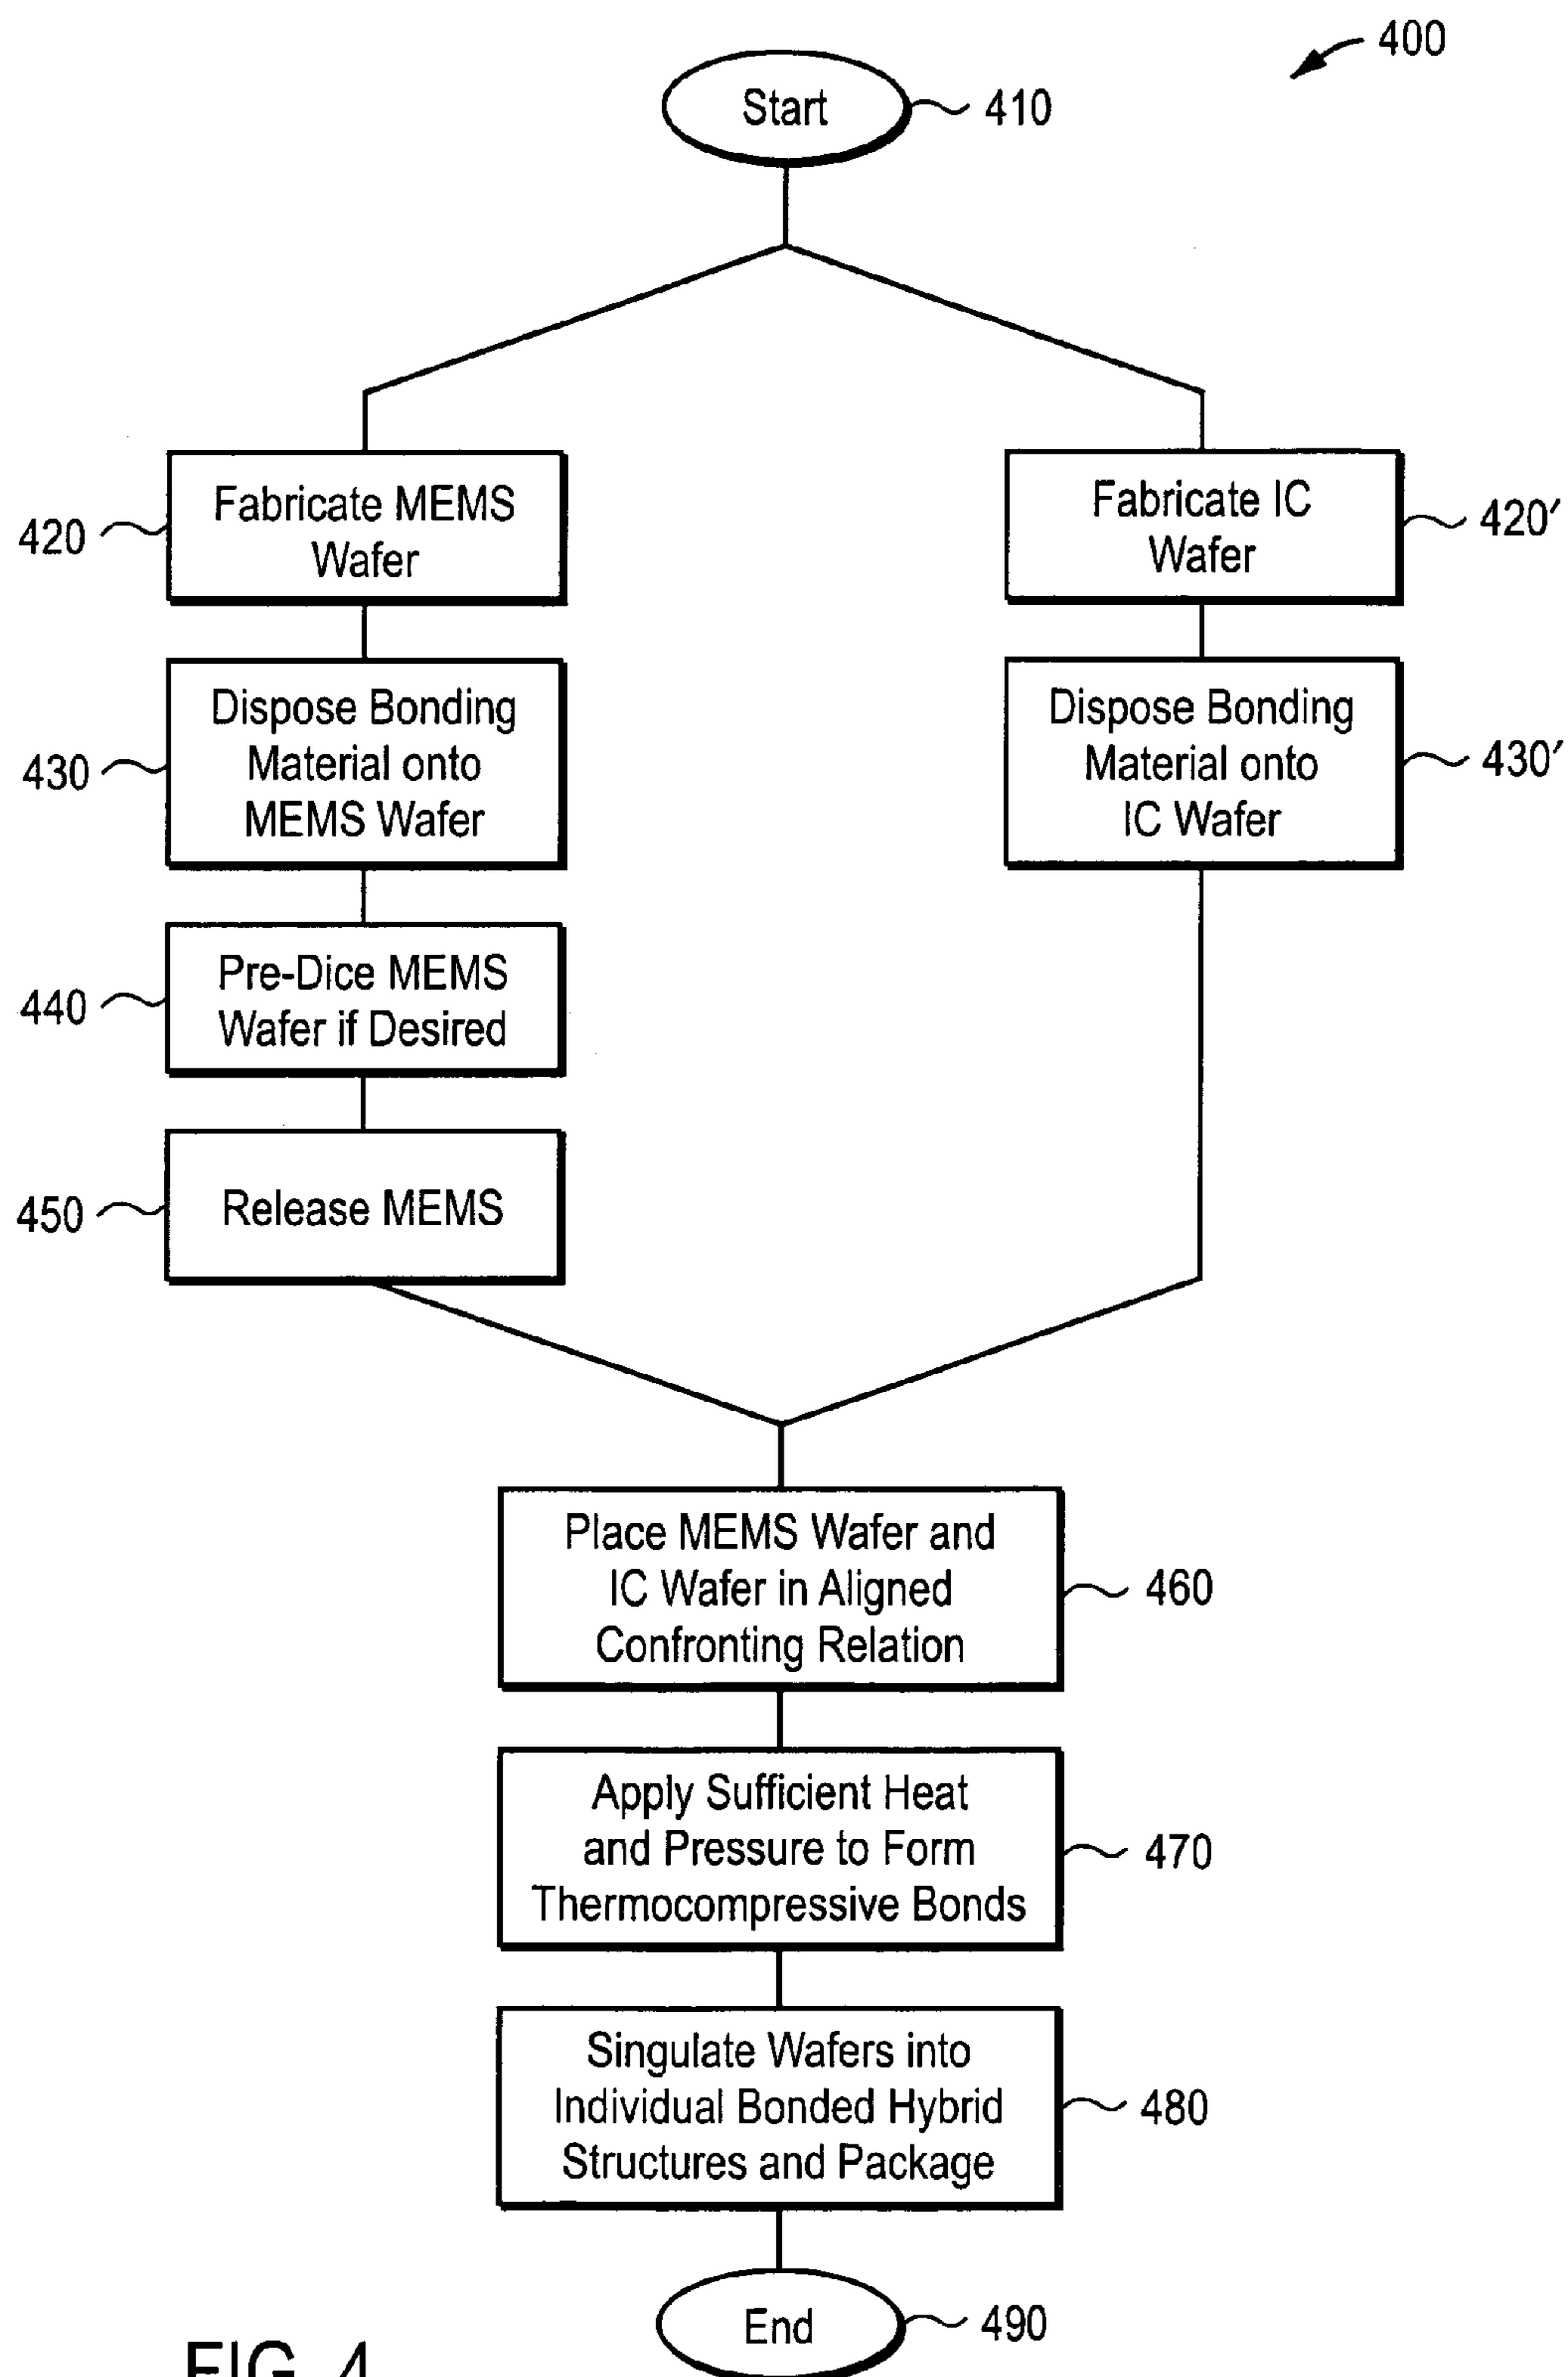 400
Start
410
Fabricate MEMS
Wafer
420
Fabricate IC
Wafer
420′
Dispose Bonding
Material onto
MEMS Wafer
430
Dispose Bonding
Material onto
IC Wafer
430′
Pre-Dice MEMS
Wafer if Desired
440
Release MEMS
450
Place MEMS Wafer and
IC Wafer in Aligned
Confronting Relation
460
Apply Sufficient Heat
and Pressure to Form
Thermocompressive Bonds
470
Singulate Wafers into
Individual Bonded Hybrid
Structures and Package
480
End
490
FIG. 4